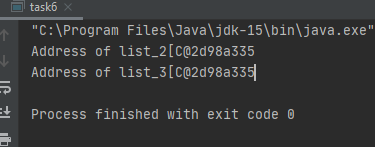 task6
"C:\Program Files\Java\jdk-15\bin\java.exe"
Address of list_2[C@2d98a335
Address of list_3[C@2d98a335
Process finished with exit code 0